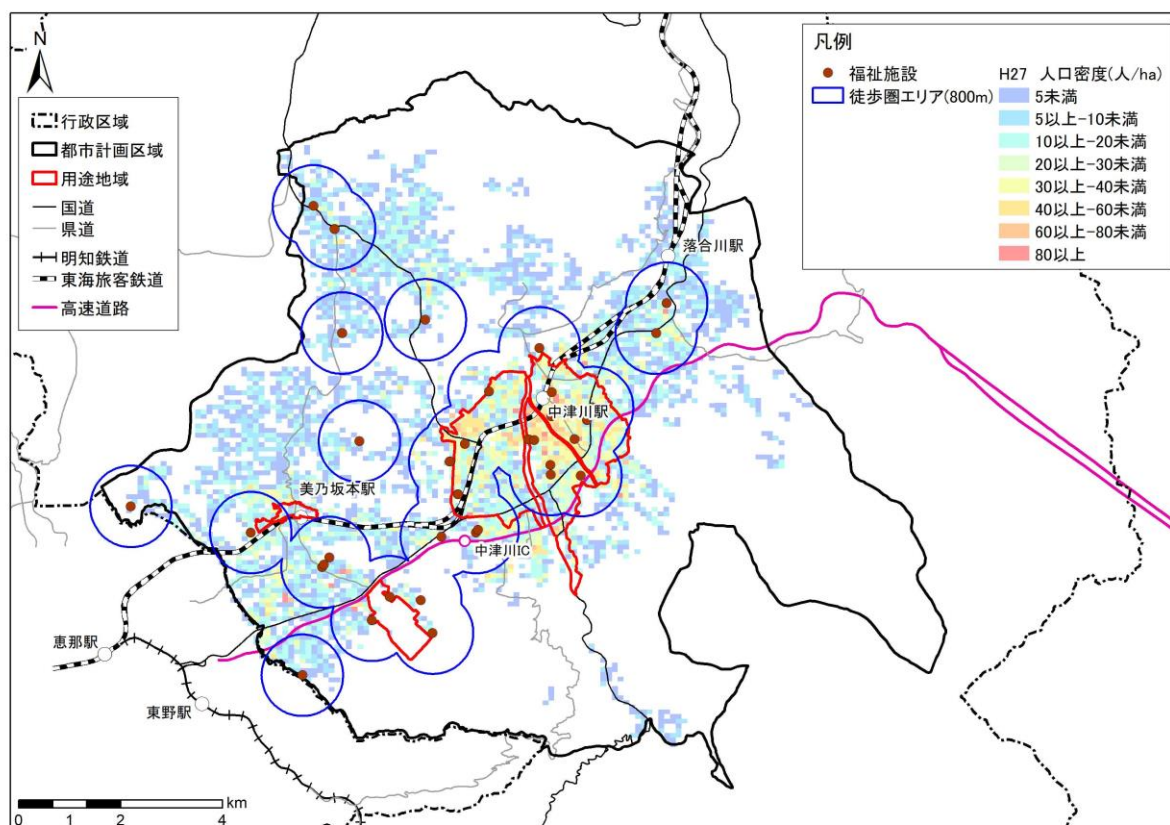 N
行政区域
都市計画区域
用途地域
国道
県道
明知鉄道
東海旅客鉄道
高速道路
凡例
福祉施設
徒歩圏エリア(800m)
H27 人口密度(人/ha)
5未満
5以上-10未満
10以上-20未満
20以上-30未満
30以上-40未満
40以上-60未満
60以上-80未満
80以上
落合川駅
中津川駅
美乃坂本駅
中津川IC
恵那駅
東野駅
km
0 1 2 4